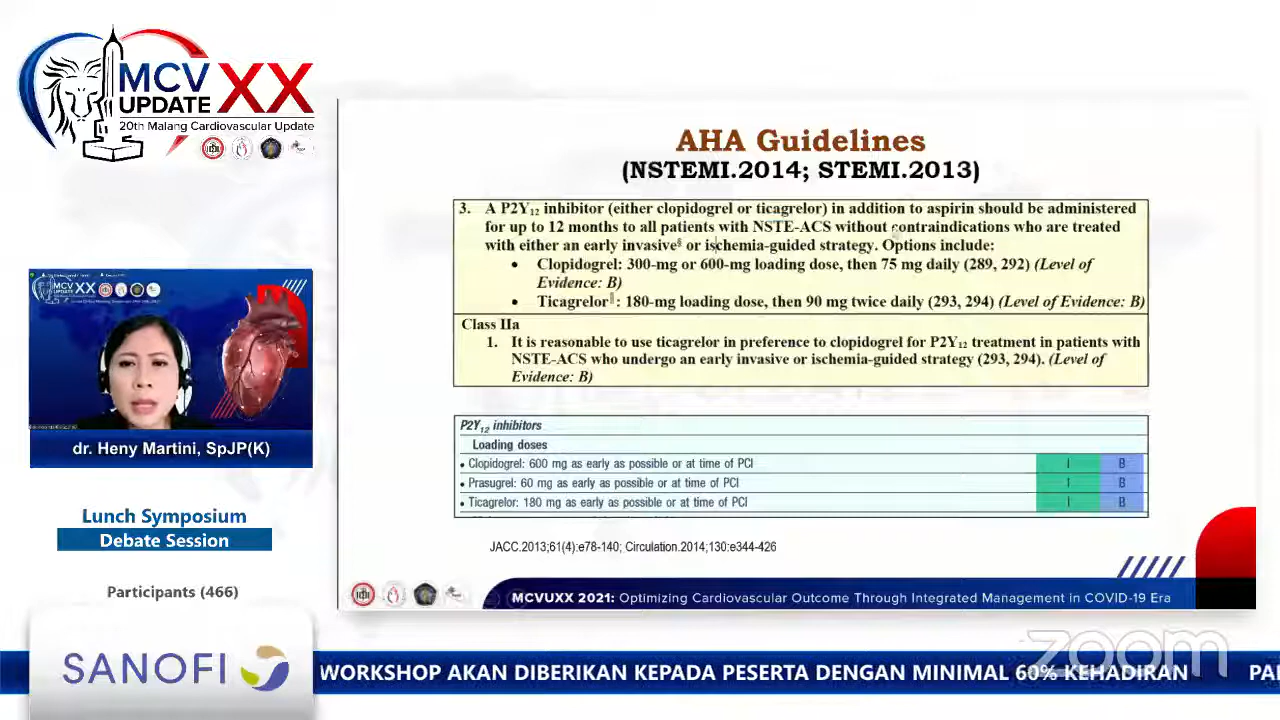 MCV XX
UPDATE
20th Malang Cardiovascular Update
AHA Guidelines
(NSTEMI.2014; STEMI.2013)
3. A P2Y12 inhibitor (either clopidogrel or ticagrelor) in addition to aspirin should be administered
for up to 12 months to all patients with NSTE-ACS without contraindications who are treated
with either an early invasive§ or ischemia-guided strategy. Options include:
• Clopidogrel: 300-mg or 600-mg loading dose, then 75 mg daily (289, 292) (Level of
Evidence: B)
• Ticagrelor║: 180-mg loading dose, then 90 mg twice daily (293, 294) (Level of Evidence: B)
Class IIa
1. It is reasonable to use ticagrelor in preference to clopidogrel for P2Y12 treatment in patients with
NSTE-ACS who undergo an early invasive or ischemia-guided strategy (293, 294). (Level of
Evidence: B)
P2Y12 inhibitors
Loading doses
• Clopidogrel: 600 mg as early as possible or at time of PCI I B
• Prasugrel: 60 mg as early as possible or at time of PCI I B
• Ticagrelor: 180 mg as early as possible or at time of PCI I B
JACC.2013;61(4):e78-140; Circulation.2014;130:e344-426
MCVUXX 2021: Optimizing Cardiovascular Outcome Through Integrated Management in COVID-19 Era
MCV XX
UPDATE
dr. Heny Martini, SpJP(K)
Lunch Symposium
Debate Session
Participants (466)
SANOFI
zoom
WORKSHOP AKAN DIBERIKAN KEPADA PESERTA DENGAN MINIMAL 60% KEHADIRAN